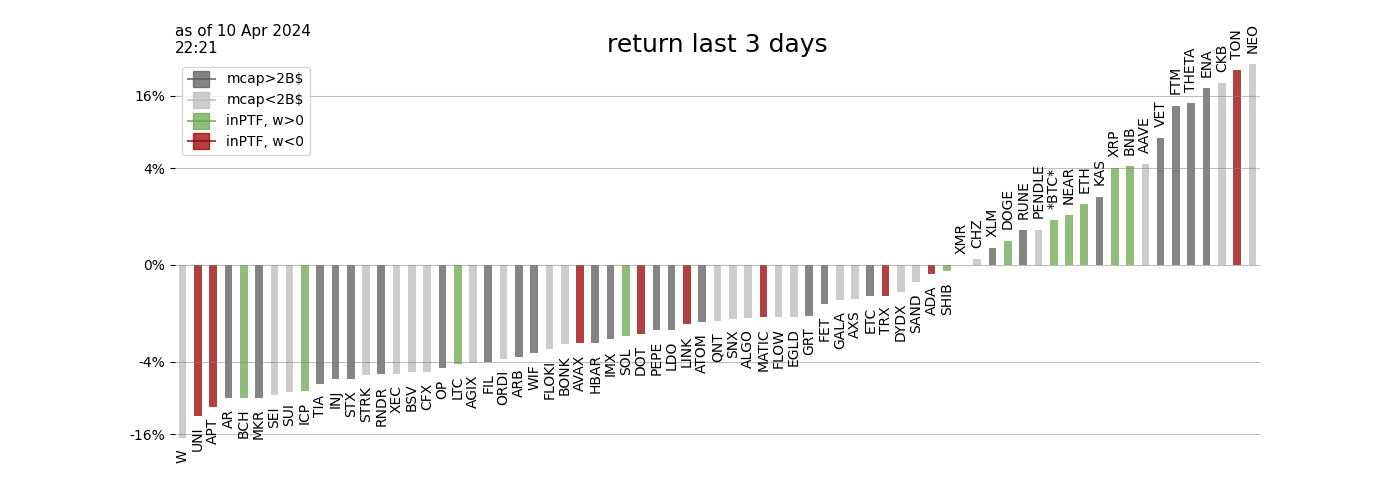 as of 10 Apr 2024
22:21
return last 3 days
mcap>2B$
mcap<2B$
inPTF, w>0
inPTF, w<0
16%
4%
0%
-4%
-16%
W
UNI
APT
AR
BCH
MKR
SEI
SUI
ICP
TIA
INJ
STX
STRK
RNDR
XEC
BSV
CFX
OP
LTC
AGIX
FIL
ORDI
ARB
WIF
FLOKI
BONK
AVAX
HBAR
IMX
SOL
DOT
PEPE
LDO
LINK
ATOM
QNT
SNX
ALGO
MATIC
FLOW
EGLD
GRT
FET
GALA
AXS
ETC
TRX
DYDX
SAND
ADA
SHIB
XMR
CHZ
XLM
DOGE
RUNE
PENDLE
*BTC*
NEAR
ETH
KAS
XRP
BNB
AAVE
VET
FTM
THETA
ENA
CKB
TON
NEO